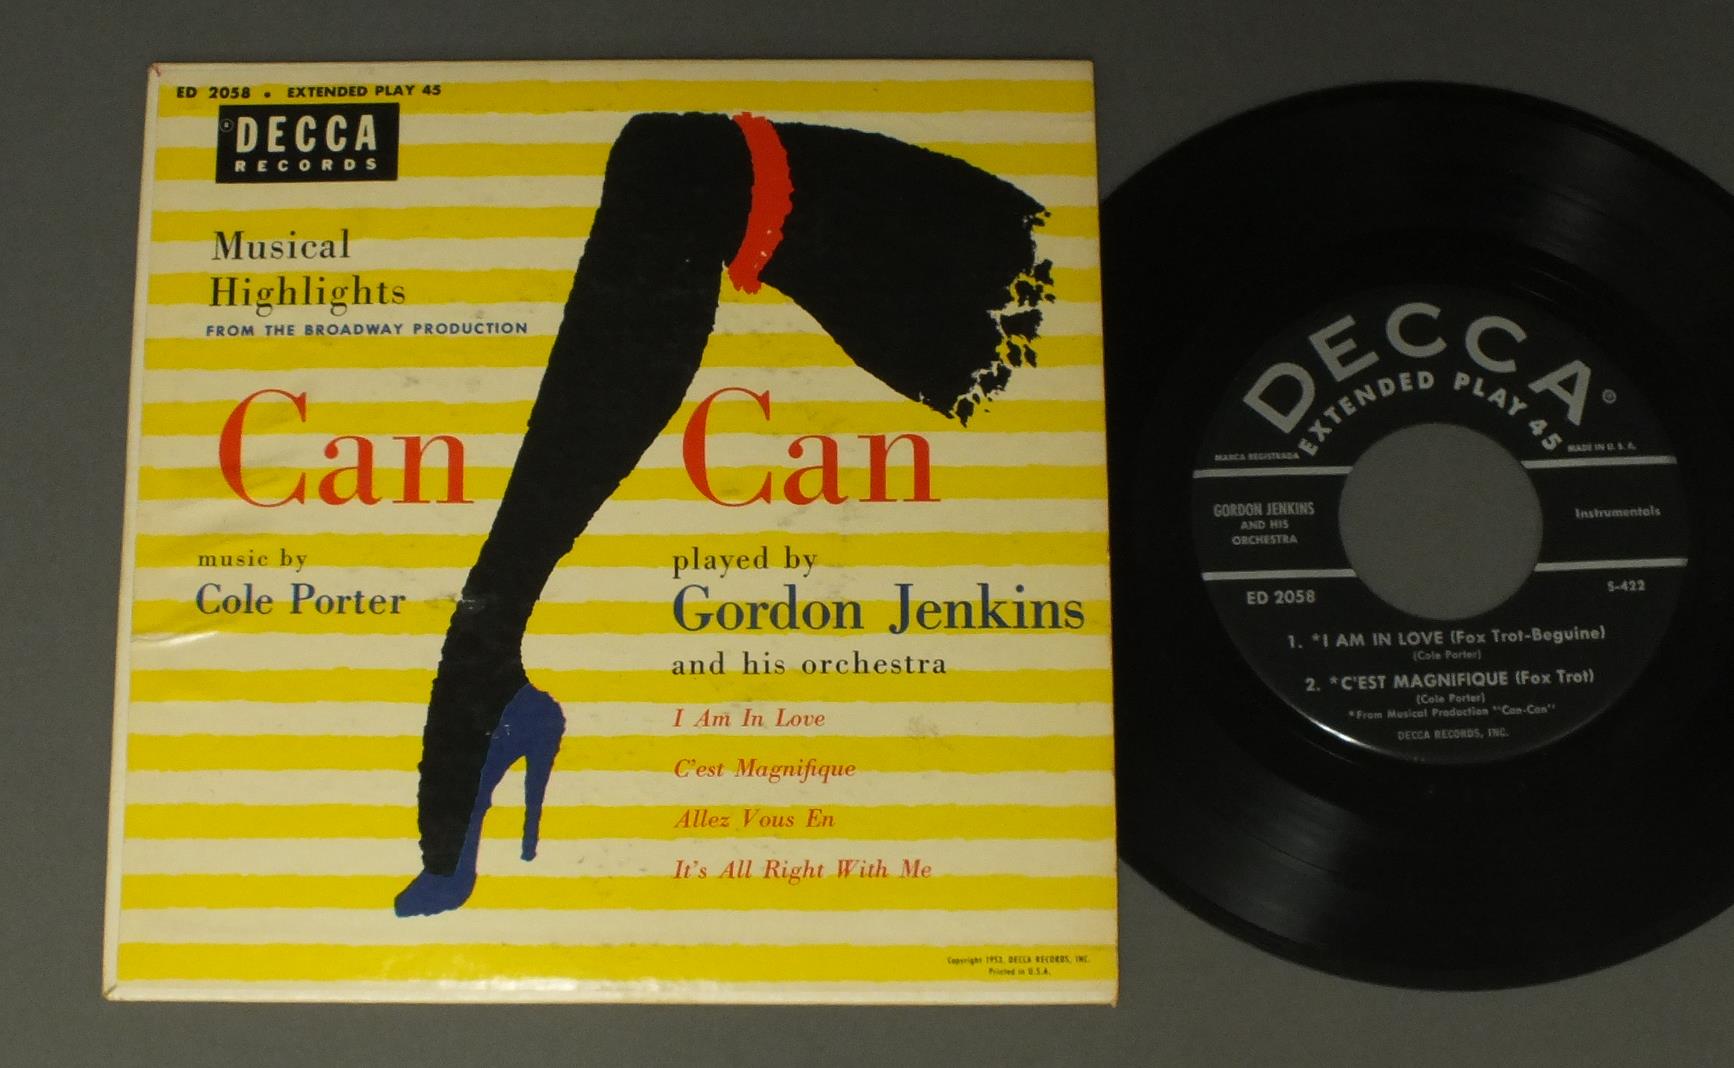 ED 2058 • EXTENDED PLAY 45
DECCA
RECORDS
Musical
Highlights
FROM THE BROADWAY PRODUCTION
Can Can
music by
Cole Porter
played by
Gordon Jenkins
and his orchestra
I Am In Love
C'est Magnifique
Allez Vous En
It's All Right With Me
Copyright 1953, DECCA RECORDS, INC.
Printed in U.S.A.
DECCA
EXTENDED PLAY 45
MARCA REGISTRADA
MADE IN U.S.A.
GORDON JENKINS
AND HIS
ORCHESTRA
Instrumentals
ED 2058
S-422
1. *I AM IN LOVE (Fox Trot-Beguine)
(Cole Porter)
2. *C'EST MAGNIFIQUE (Fox Trot)
(Cole Porter)
*From Musical Production "Can-Can"
DECCA RECORDS, INC.